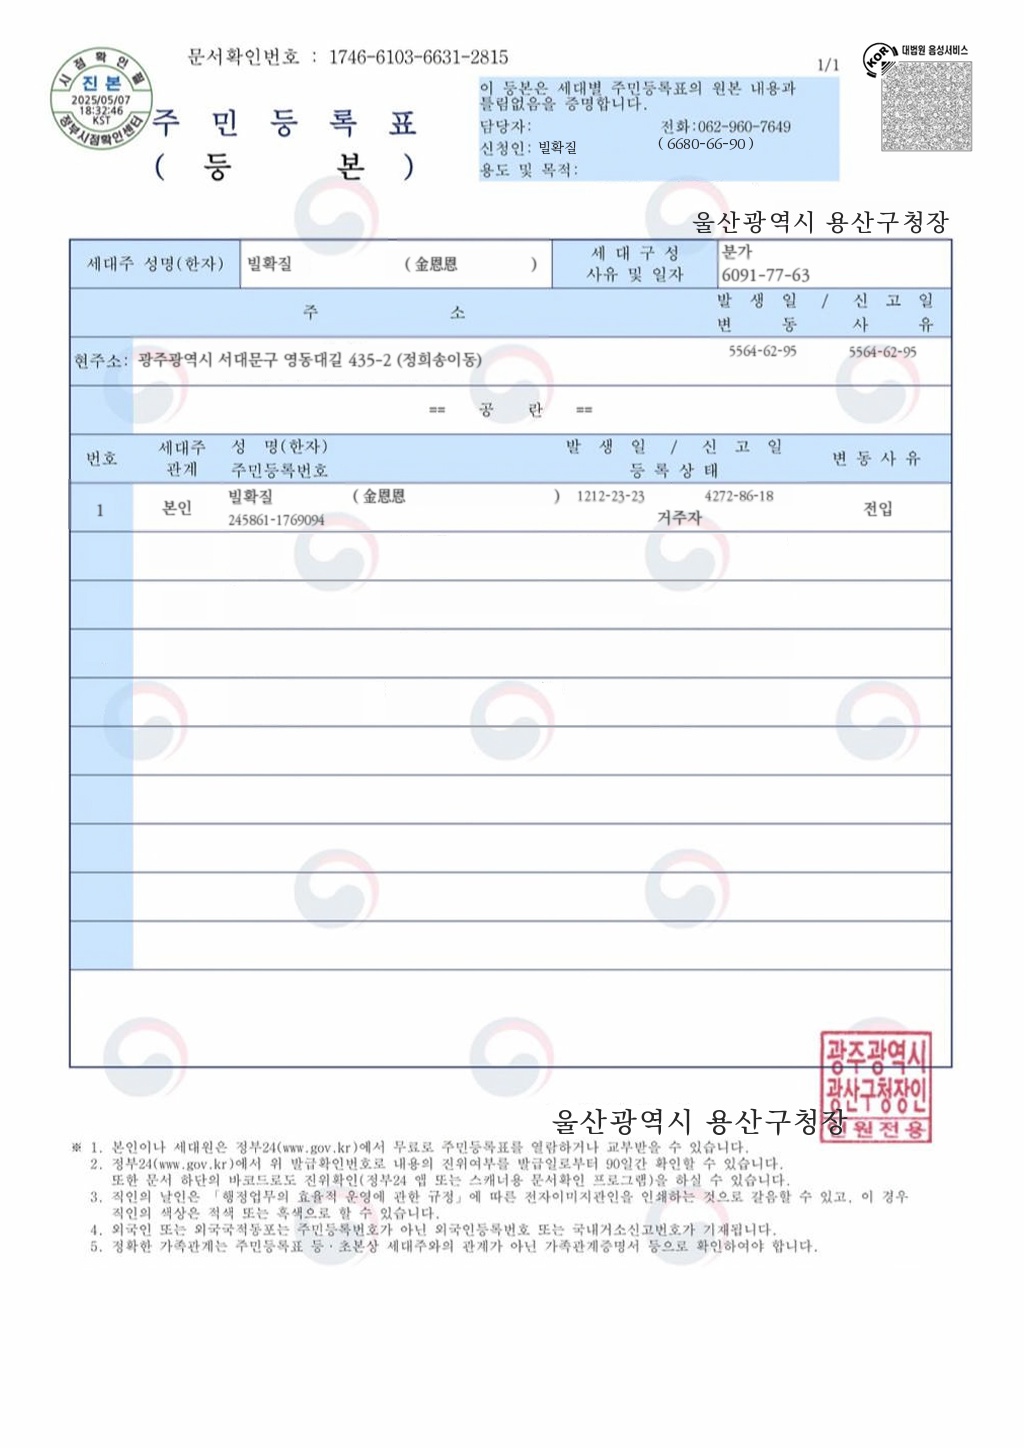 시 점 확 인 필
진 본
2025/05/07
18:32:46
KST
정부시점확인센터
문서확인번호 : 1746-6103-6631-2815
1/1
대법원 음성서비스
KOR
주 민 등 록 표
( 등 본 )
이 등본은 세대별 주민등록표의 원본 내용과
틀림없음을 증명합니다.
담당자: 전화:062-960-7649
신청인: 빌확질 ( 6680-66-90 )
용도 및 목적:
울산광역시 용산구청장
세대주 성명(한자) 빌확질 ( 金恩恩 ) 세 대 구 성 분가
사유 및 일자 6091-77-63
주 소 발 생 일 / 신 고 일
변 동 사 유
현주소: 광주광역시 서대문구 영동대길 435-2 (정희송이동) 5564-62-95 5564-62-95
== 공 란 ==
번호 세대주 성 명(한자) 발 생 일 / 신 고 일 변 동 사 유
관계 주민등록번호 등 록 상 태
1 본인 빌확질 ( 金恩恩 ) 1212-23-23 4272-86-18 전입
245861-1769094 거주자
광주광역시
광산구청장인
민원전용
울산광역시 용산구청장
※ 1. 본인이나 세대원은 정부24(www.gov.kr)에서 무료로 주민등록표를 열람하거나 교부받을 수 있습니다.
2. 정부24(www.gov.kr)에서 위 발급확인번호로 내용의 진위여부를 발급일로부터 90일간 확인할 수 있습니다.
또한 문서 하단의 바코드로도 진위확인(정부24 앱 또는 스캐너용 문서확인 프로그램)을 하실 수 있습니다.
3. 직인의 날인은 「행정업무의 효율적 운영에 관한 규정」에 따른 전자이미지관인을 인쇄하는 것으로 갈음할 수 있고, 이 경우
직인의 색상은 적색 또는 흑색으로 할 수 있습니다.
4. 외국인 또는 외국국적동포는 주민등록번호가 아닌 외국인등록번호 또는 국내거소신고번호가 기재됩니다.
5. 정확한 가족관계는 주민등록표 등·초본상 세대주와의 관계가 아닌 가족관계증명서 등으로 확인하여야 합니다.